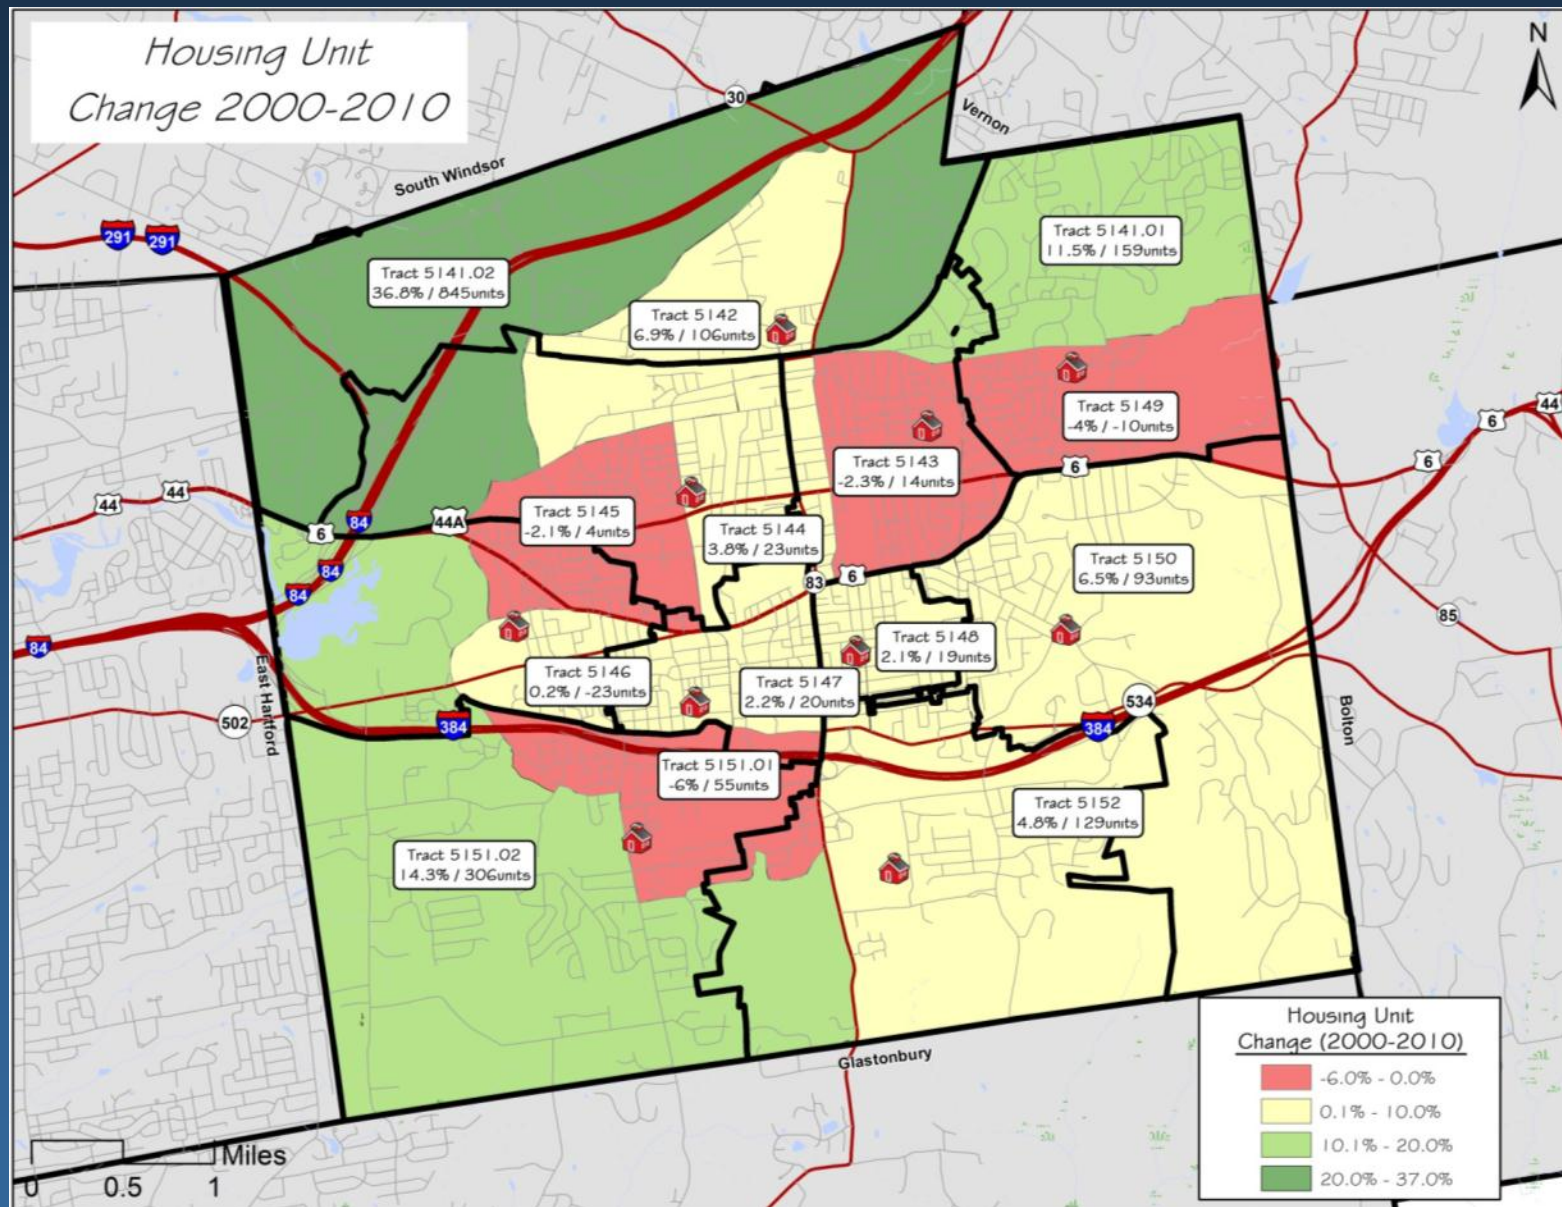 Housing Unit
Change 2000-2010
N
30
Vernon
South Windsor
291
291
Tract 5141.01
11.5% / 159units
Tract 5141.02
36.8% / 845units
Tract 5142
6.9% / 106units
Tract 5149
-4% / -10units
44
6
6
6
Tract 5143
-2.3% / 14units
44
44
44A
84
6
Tract 5145
-2.1% / 4units
Tract 5144
3.8% / 23units
Tract 5150
6.5% / 93units
84
84
83
6
85
84
Tract 5148
2.1% / 19units
East Hartford
Tract 5146
0.2% / -23units
Tract 5147
2.2% / 20units
534
Bolton
502
384
384
Tract 5151.01
-6% / 55units
Tract 5152
4.8% / 129units
Tract 5151.02
14.3% / 306units
Glastonbury
Housing Unit
Change (2000-2010)
-6.0% - 0.0%
0.1% - 10.0%
10.1% - 20.0%
20.0% - 37.0%
Miles
0 0.5 1